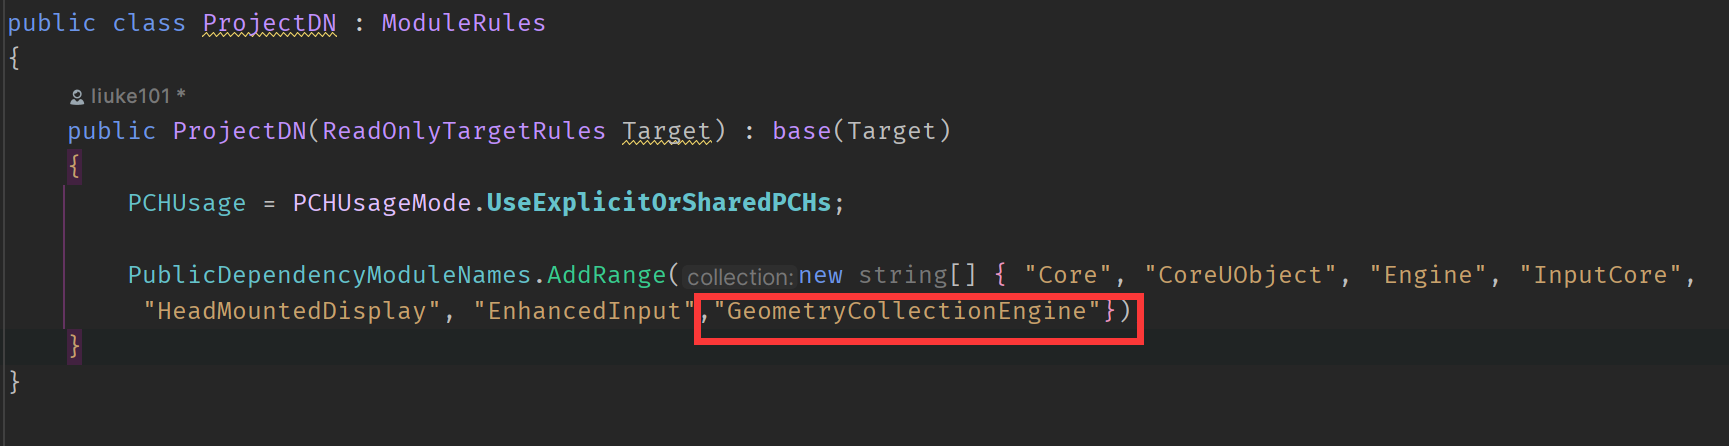 public class ProjectDN : ModuleRules
{
liuke101 *
public ProjectDN(ReadOnlyTargetRules Target) : base(Target)
{
PCHUsage = PCHUsageMode.UseExplicitOrSharedPCHs;
PublicDependencyModuleNames.AddRange(collection:new string[] { "Core", "CoreUObject", "Engine", "InputCore",
"HeadMountedDisplay", "EnhancedInput","GeometryCollectionEngine"})
}
}